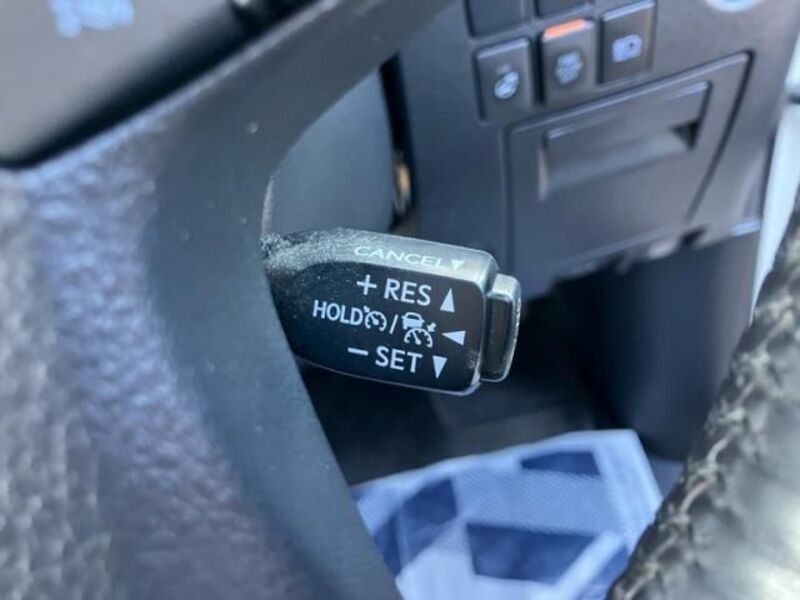 CANCEL▼
+ RES ▲
HOLD / ◀
− SET ▼